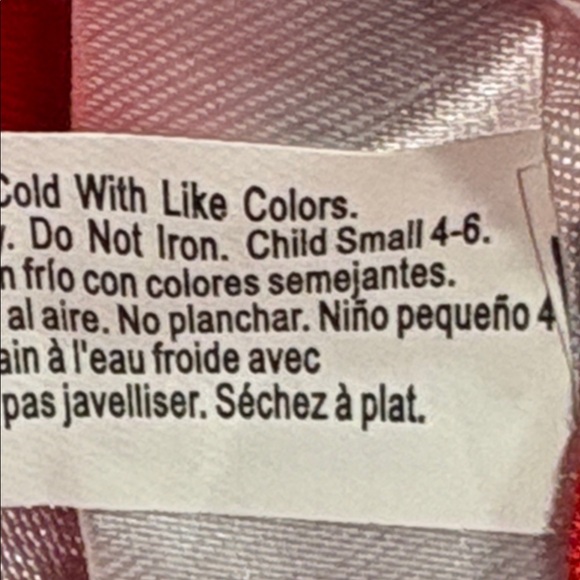 Cold With Like Colors.
. Do Not Iron. Child Small 4-6.
n frío con colores semejantes.
al aire. No planchar. Niño pequeño 4
ain à l'eau froide avec
pas javelliser. Séchez à plat.